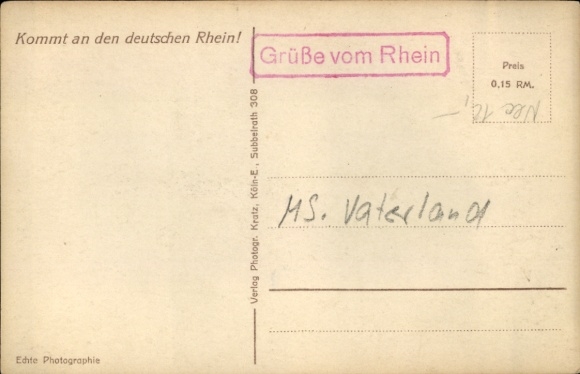 Kommt an den deutschen Rhein!
Grüße vom Rhein
Preis
0,15 RM.
MS. Vaterland
Verlag Photogr. Kratz, Köln-E., Subbelrath 308
Echte Photographie